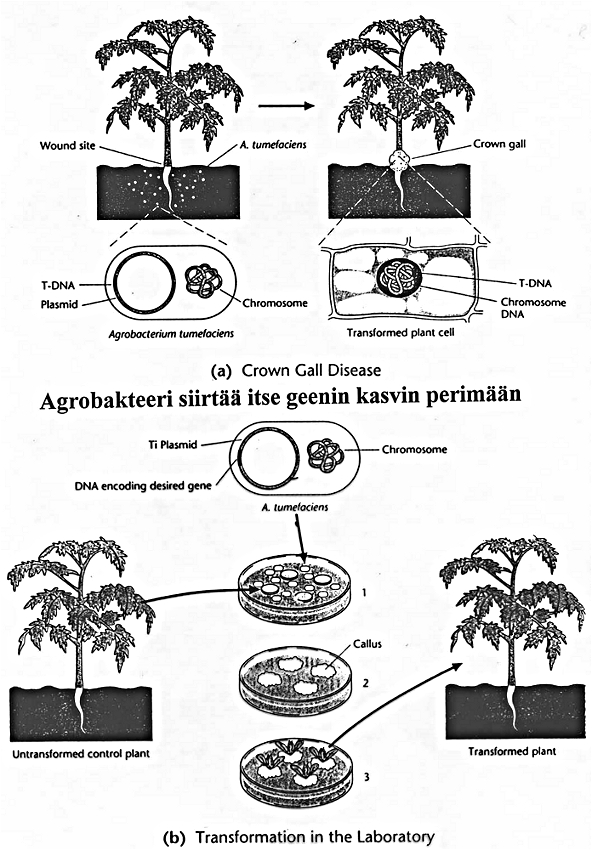 Wound site
A. tumefaciens
Crown gall
T-DNA
Plasmid
Chromosome
Agrobacterium tumefaciens
T-DNA
Chromosome
DNA
Transformed plant cell
(a) Crown Gall Disease
Agrobakteeri siirtää itse geenin kasvin perimään
Ti Plasmid
Chromosome
DNA encoding desired gene
A. tumefaciens
1
Callus
2
Untransformed control plant
3
Transformed plant
(b) Transformation in the Laboratory